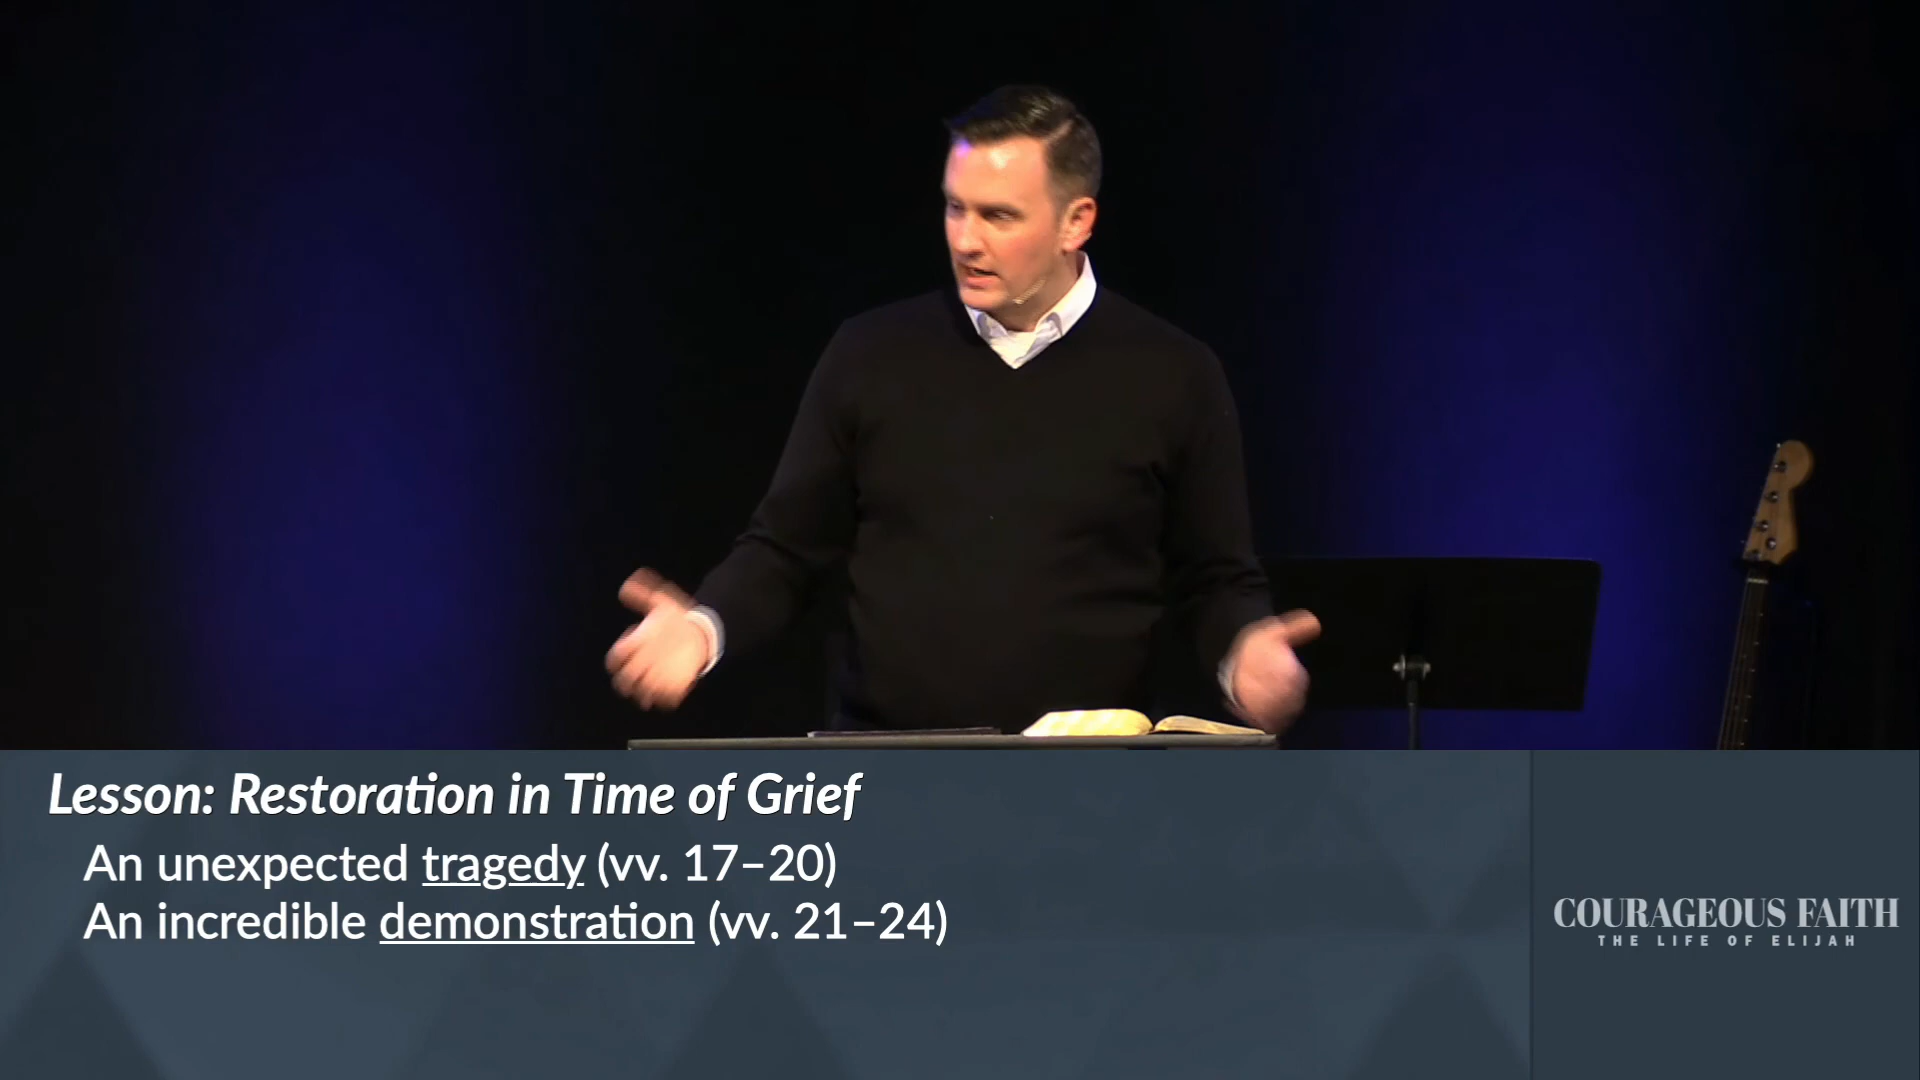 Lesson: Restoration in Time of Grief
An unexpected tragedy (vv. 17–20)
An incredible demonstration (vv. 21–24)
COURAGEOUS FAITH
THE LIFE OF ELIJAH